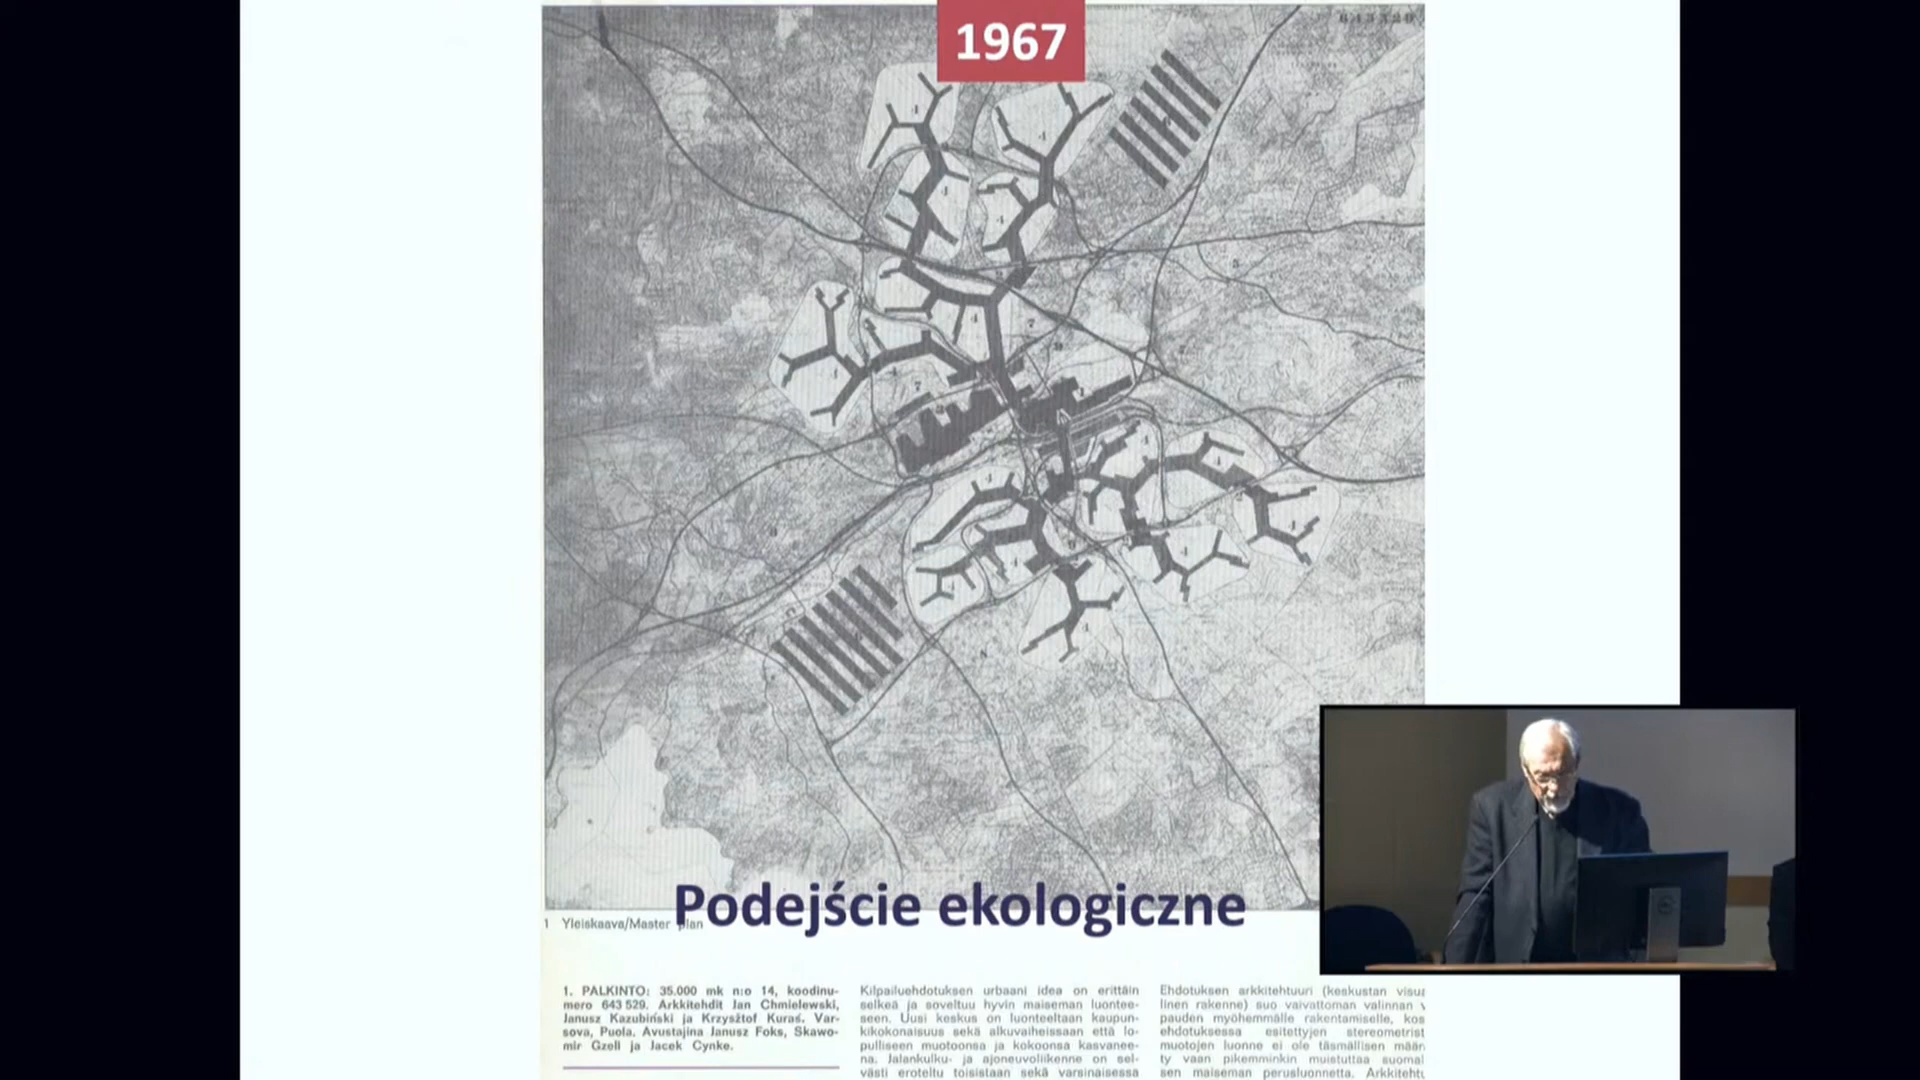 1967
Podejście ekologiczne
1 Yleiskaava/Master plan
1. PALKINTO: 35.000 mk n:o 14, koodinu-
mero 643 529. Arkkitehdit Jan Chmielewski,
Janusz Kazubiński ja Krzysztof Kuraś. Var-
sova, Puola. Avustajina Janusz Foks, Skawo-
mir Gzell ja Jacek Cynke.
Kilpailuehdotuksen urbaani idea on erittäin
selkeä ja soveltuu hyvin maiseman luontee-
seen. Uusi keskus on luonteeltaan kaupun-
kikokonaisuus sekä alkuvaiheissaan että lo-
pulliseen muotoonsa ja kokoonsa kasvanee-
na. Jalankulku- ja ajoneuvoliikenne on sel-
västi eroteltu toisistaan sekä varsinaisessa
Ehdotuksen arkkitehtuuri (keskustan visu
linen rakenne) suo vaivattoman valinnan v
pauden myöhemmälle rakentamiselle, kos
ehdotuksessa esitettyjen stereometrist
muotojen luonne ei ole täsmällisen määr
ty vaan pikemminkin muistuttaa suomal
sen maiseman perusluonnetta. Arkkitehtu